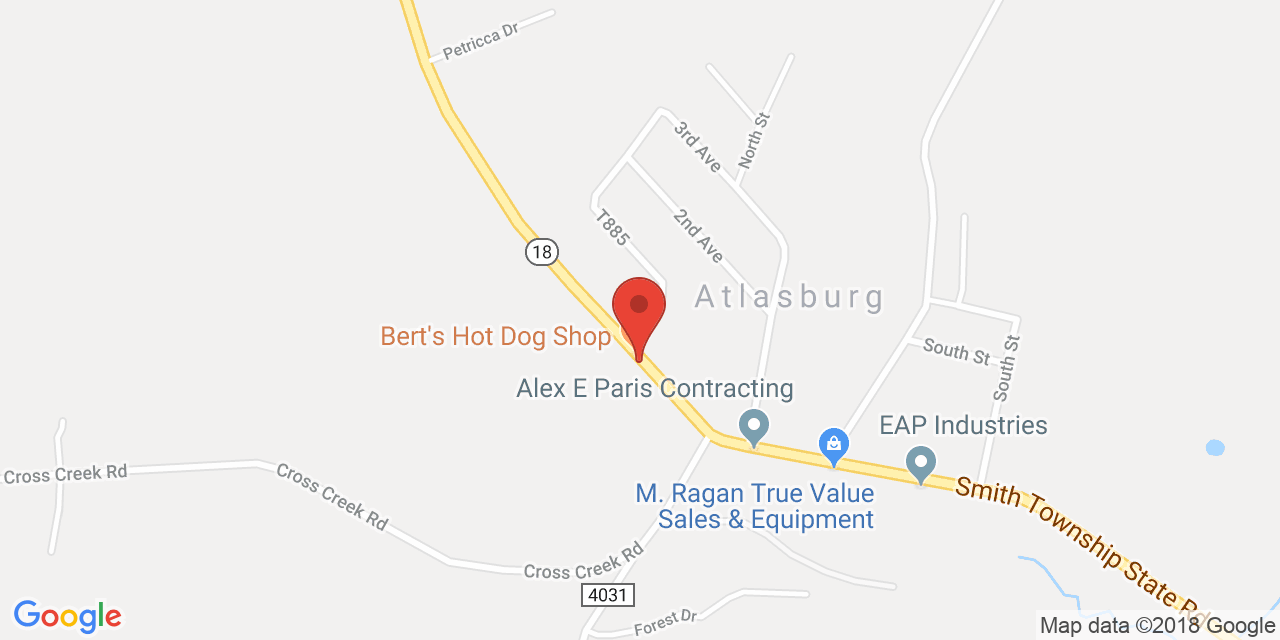 Petricca Dr
3rd Ave
North St
2nd Ave
T885
18
Atlasburg
Bert's Hot Dog Shop
South St
South St
Alex E Paris Contracting
EAP Industries
Cross Creek Rd
Cross Creek Rd
M. Ragan True Value
Sales & Equipment
Smith Township State Rd
Cross Creek Rd
4031
Forest Dr
Google
Map data ©2018 Google